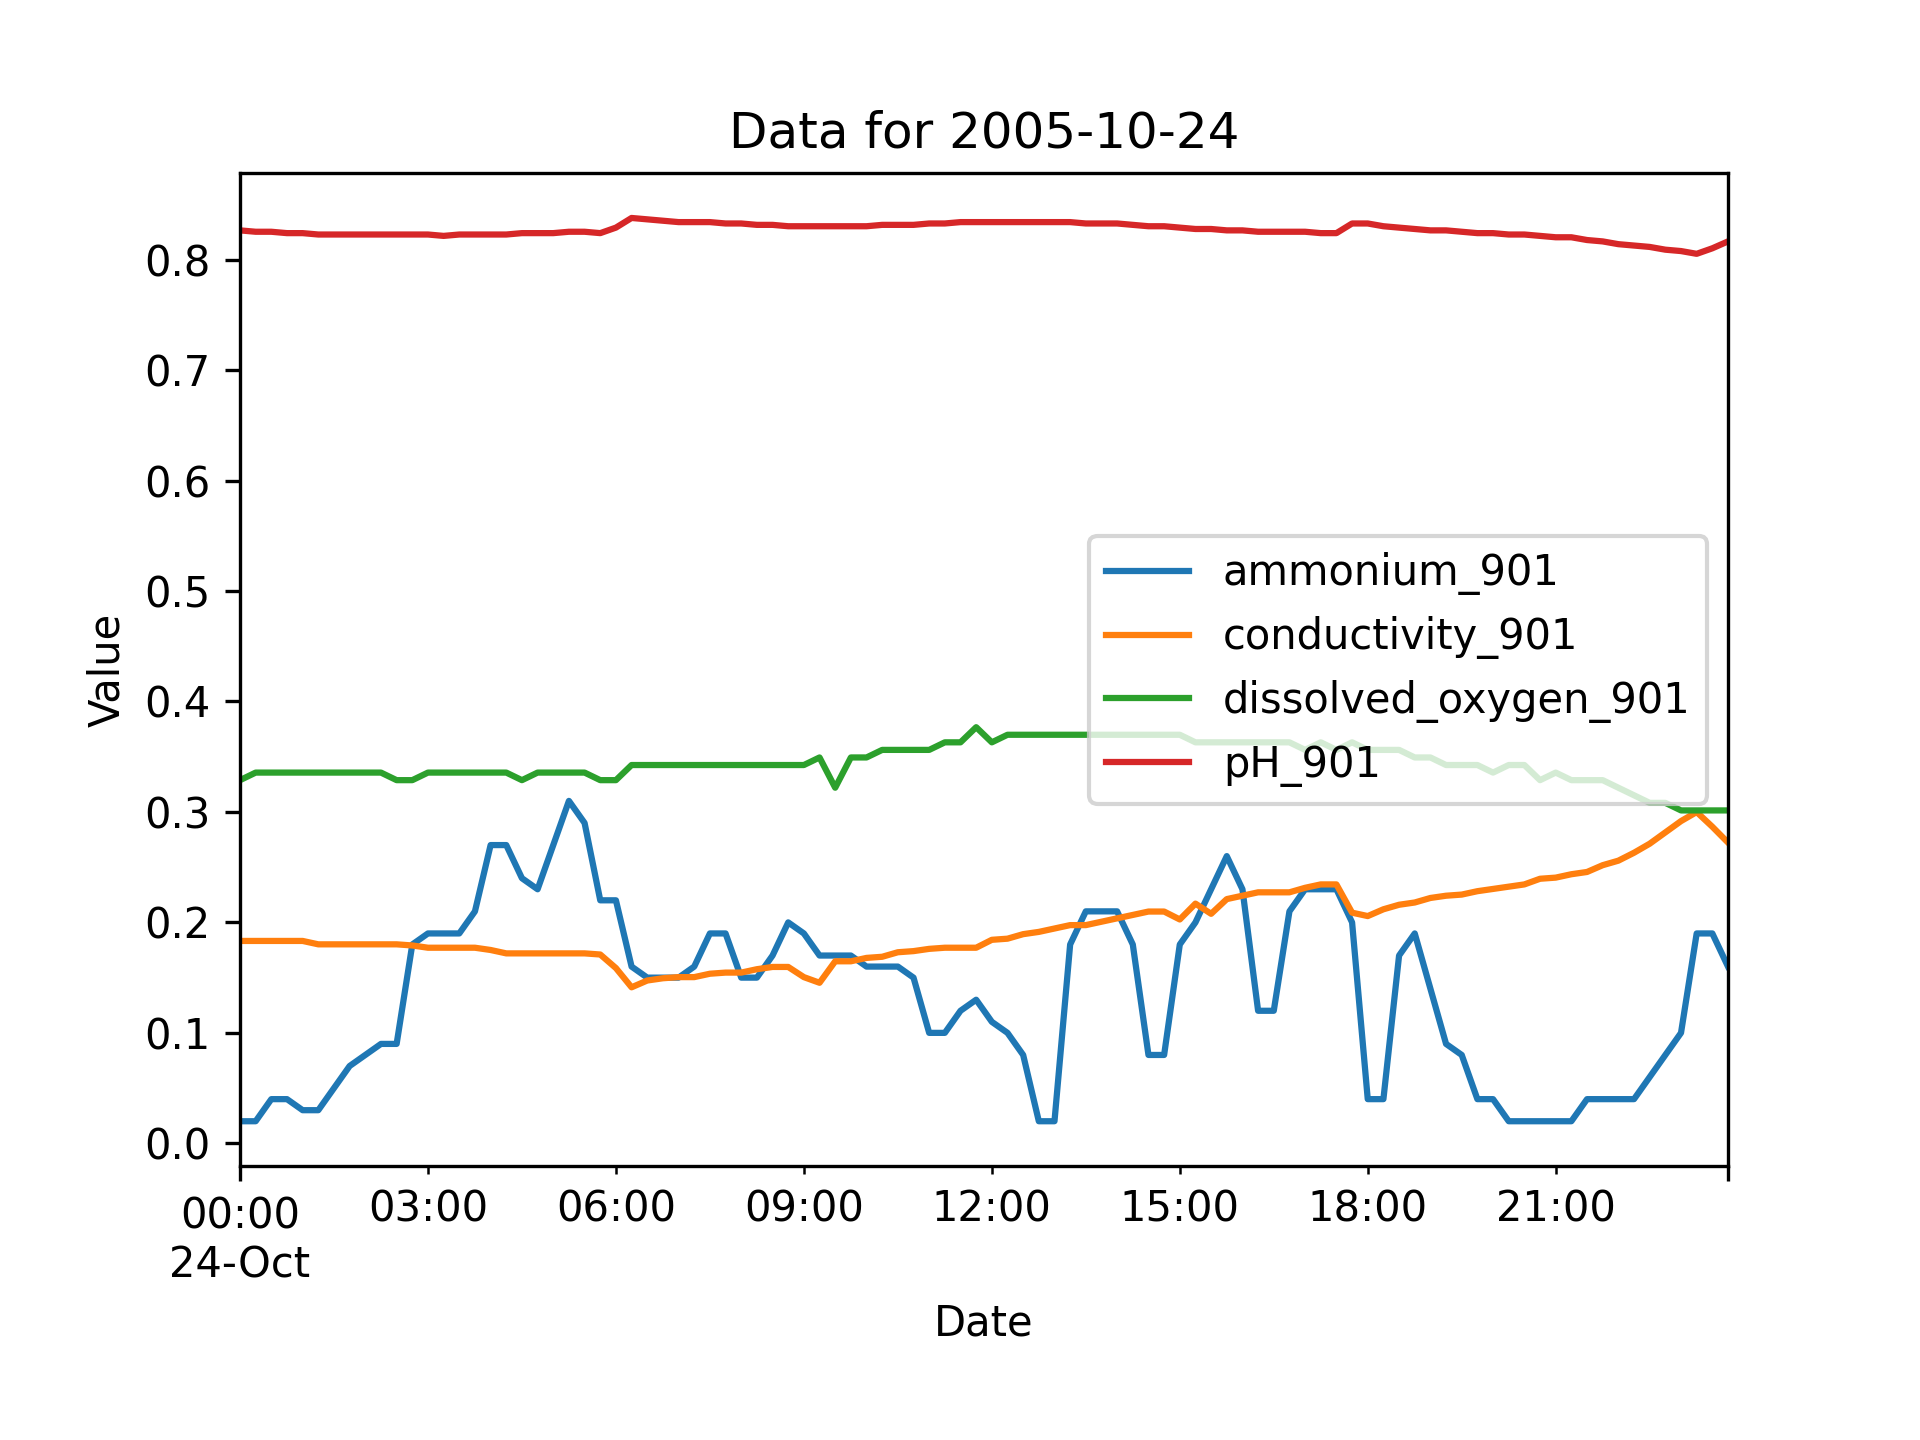 Data for 2005-10-24
0.8
0.7
0.6
0.5
0.4
0.3
0.2
0.1
0.0
Value
ammonium_901
conductivity_901
dissolved_oxygen_901
pH_901
00:00 03:00 06:00 09:00 12:00 15:00 18:00 21:00
24-Oct
Date